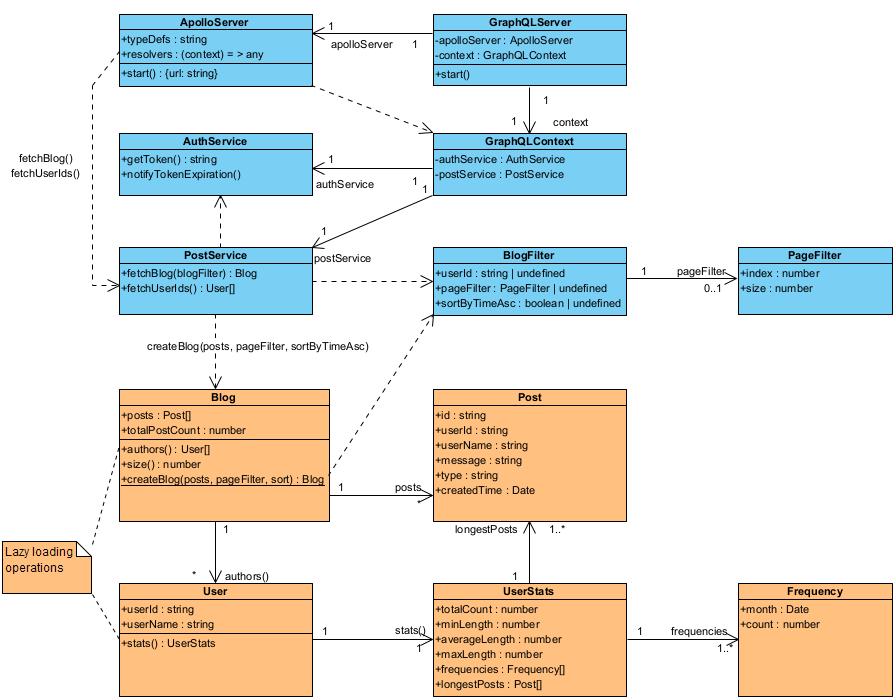 ApolloServer
+typeDefs : string
+resolvers : (context) = > any
+start() : {url: string}
1
apolloServer
1
GraphQLServer
-apolloServer : ApolloServer
-context : GraphQLContext
+start()
1
1
context
fetchBlog()
fetchUserIds()
AuthService
+getToken() : string
+notifyTokenExpiration()
1
authService
1
1
GraphQLContext
-authService : AuthService
-postService : PostService
1
postService
PostService
+fetchBlog(blogFilter) : Blog
+fetchUserIds() : User[]
BlogFilter
+userId : string | undefined
+pageFilter : PageFilter | undefined
+sortByTimeAsc : boolean | undefined
1
pageFilter
0..1
PageFilter
+index : number
+size : number
createBlog(posts, pageFilter, sortByTimeAsc)
Blog
+posts : Post[]
+totalPostCount : number
+authors() : User[]
+size() : number
+createBlog(posts, pageFilter, sort) : Blog
1
posts
*
Post
+id : string
+userId : string
+userName : string
+message : string
+type : string
+createdTime : Date
longestPosts
1..*
1
1
*
authors()
Lazy loading
operations
User
+userId : string
+userName : string
+stats() : UserStats
1
stats()
1
UserStats
+totalCount : number
+minLength : number
+averageLength : number
+maxLength : number
+frequencies : Frequency[]
+longestPosts : Post[]
1
frequencies
1..*
Frequency
+month : Date
+count : number